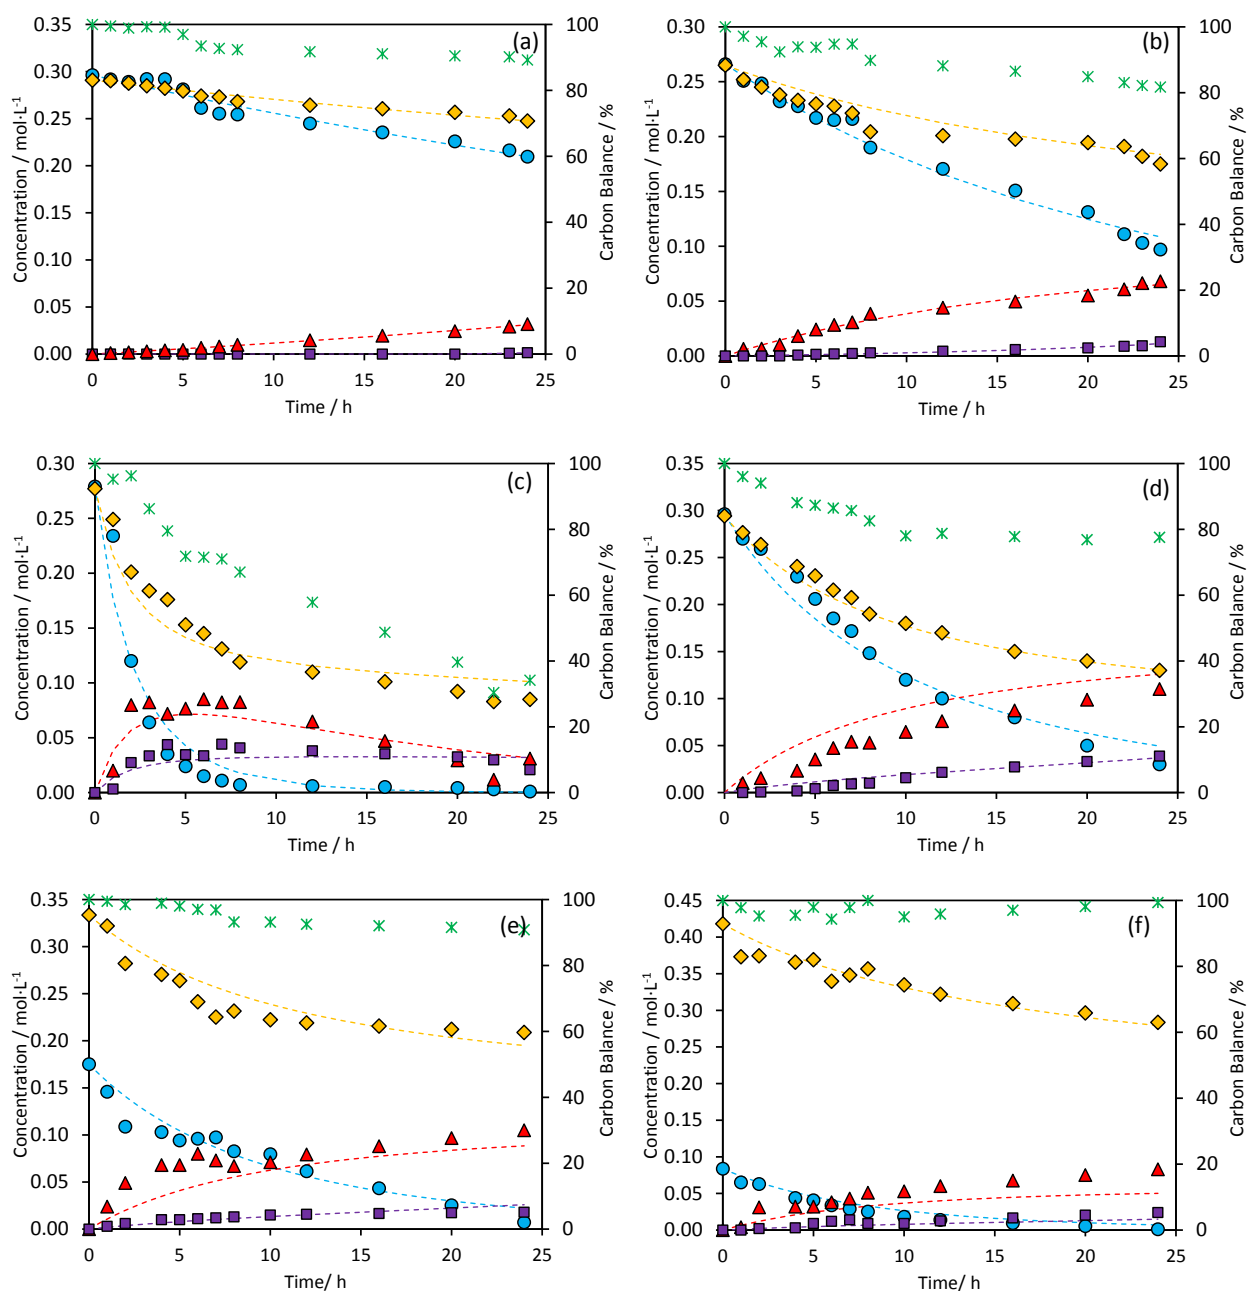 (a)
Concentration / mol·L⁻¹
0.35
0.30
0.25
0.20
0.15
0.10
0.05
0.00
100
80
60
40
20
0
Carbon Balance / %
0 5 10 15 20 25
Time / h
(b)
Concentration / mol·L⁻¹
0.30
0.25
0.20
0.15
0.10
0.05
0.00
100
80
60
40
20
0
Carbon Balance / %
0 5 10 15 20 25
Time / h
(c)
Concentration / mol·L⁻¹
0.30
0.25
0.20
0.15
0.10
0.05
0.00
100
80
60
40
20
0
Carbon Balance / %
0 5 10 15 20 25
Time / h
(d)
Concentration / mol·L⁻¹
0.35
0.30
0.25
0.20
0.15
0.10
0.05
0.00
100
80
60
40
20
0
Carbon Balance / %
0 5 10 15 20 25
Time / h
(e)
Concentration / mol·L⁻¹
0.35
0.30
0.25
0.20
0.15
0.10
0.05
0.00
100
80
60
40
20
0
Carbon Balance / %
0 5 10 15 20 25
Time/ h
(f)
Concentration / mol·L⁻¹
0.45
0.40
0.35
0.30
0.25
0.20
0.15
0.10
0.05
0.00
100
80
60
40
20
0
Carbon Balance / %
0 5 10 15 20 25
Time / h